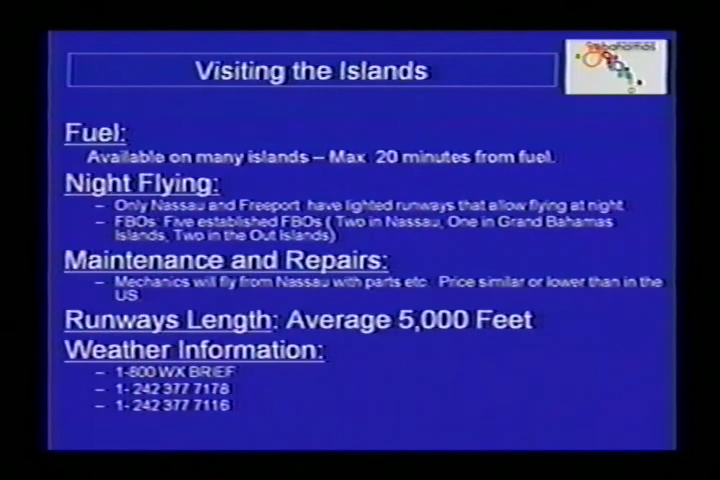 Visiting the Islands
bahamas
Fuel:
Available on many islands – Max 20 minutes from fuel.
Night Flying:
– Only Nassau and Freeport have lighted runways that allow flying at night
– FBOs: Five established FBOs ( Two in Nassau, One in Grand Bahamas
Islands, Two in the Out Islands)
Maintenance and Repairs:
– Mechanics will fly from Nassau with parts etc. Price similar or lower than in the
US
Runways Length: Average 5,000 Feet
Weather Information:
– 1-800 WX BRIEF
– 1- 242 377 7178
– 1- 242 377 7116